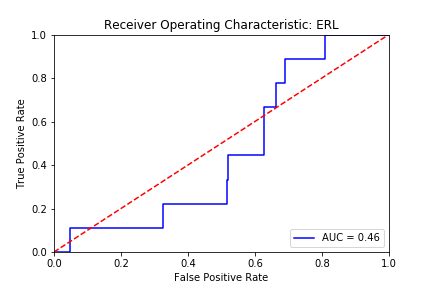 Receiver Operating Characteristic: ERL
1.0
0.8
0.6
0.4
0.2
0.0
True Positive Rate
AUC = 0.46
0.0 0.2 0.4 0.6 0.8 1.0
False Positive Rate